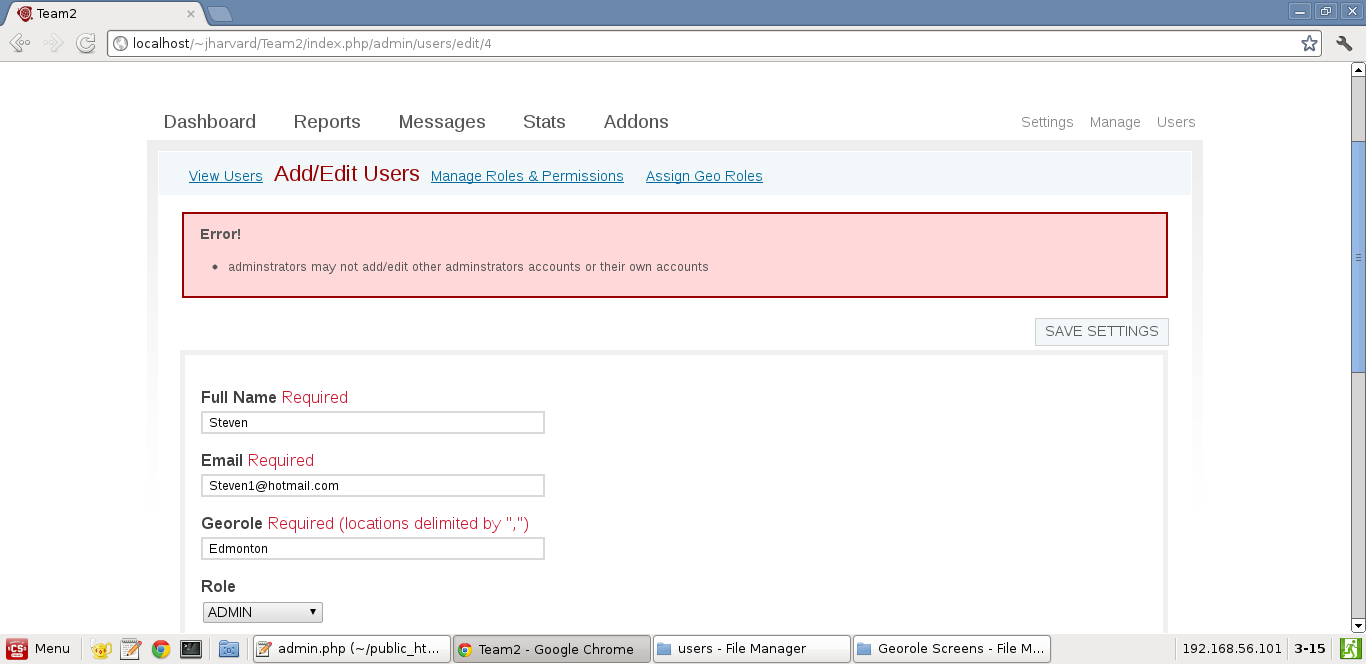 Team2
localhost/~jharvard/Team2/index.php/admin/users/edit/4
Dashboard Reports Messages Stats Addons Settings Manage Users
View Users Add/Edit Users Manage Roles & Permissions Assign Geo Roles
Error!
adminstrators may not add/edit other adminstrators accounts or their own accounts
SAVE SETTINGS
Full Name Required
Steven
Email Required
Steven1@hotmail.com
Georole Required (locations delimited by ",")
Edmonton
Role
ADMIN
CS Menu admin.php (~/public_ht... Team2 - Google Chrome users - File Manager Georole Screens - File M... 192.168.56.101 3-15